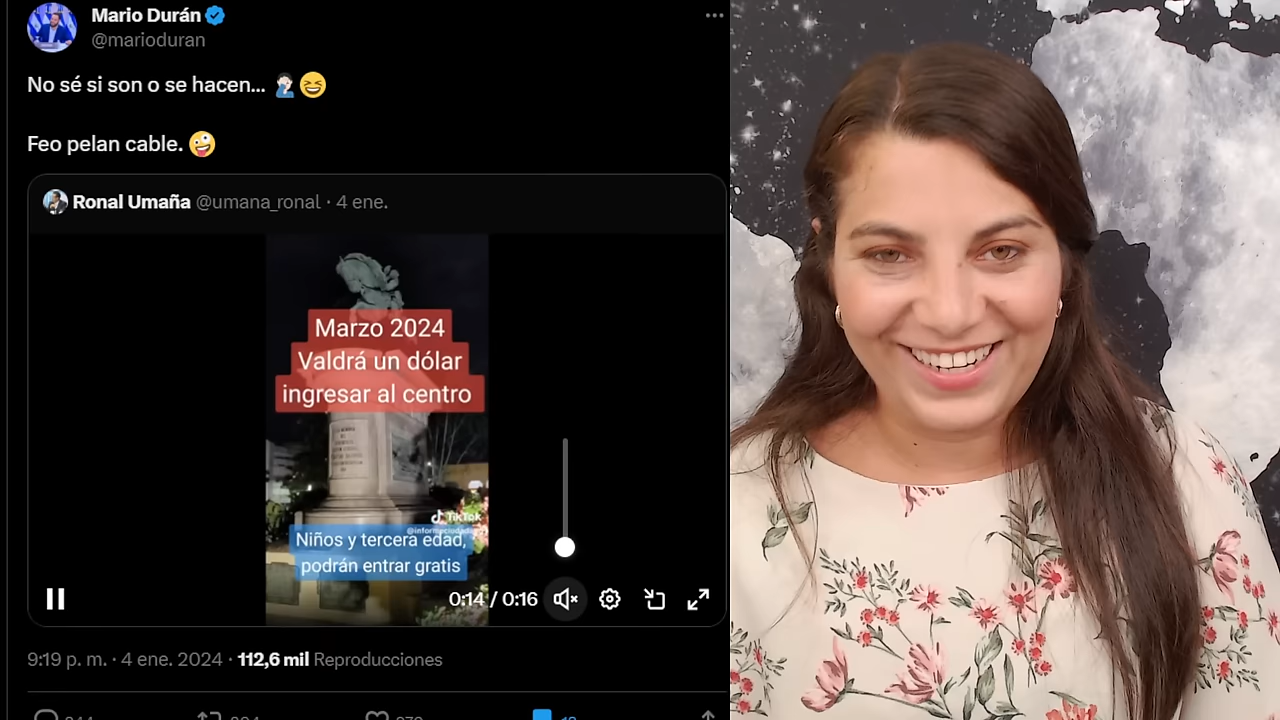 Mario Durán
@marioduran
No sé si son o se hacen... 🤦🏻‍♂️😆
Feo pelan cable. 🤪
Ronal Umaña @umana_ronal · 4 ene.
Marzo 2024
Valdrá un dólar
ingresar al centro
TikTok
Niños y tercera edad,
podrán entrar gratis
0:14 / 0:16
9:19 p. m. · 4 ene. 2024 · 112,6 mil Reproducciones